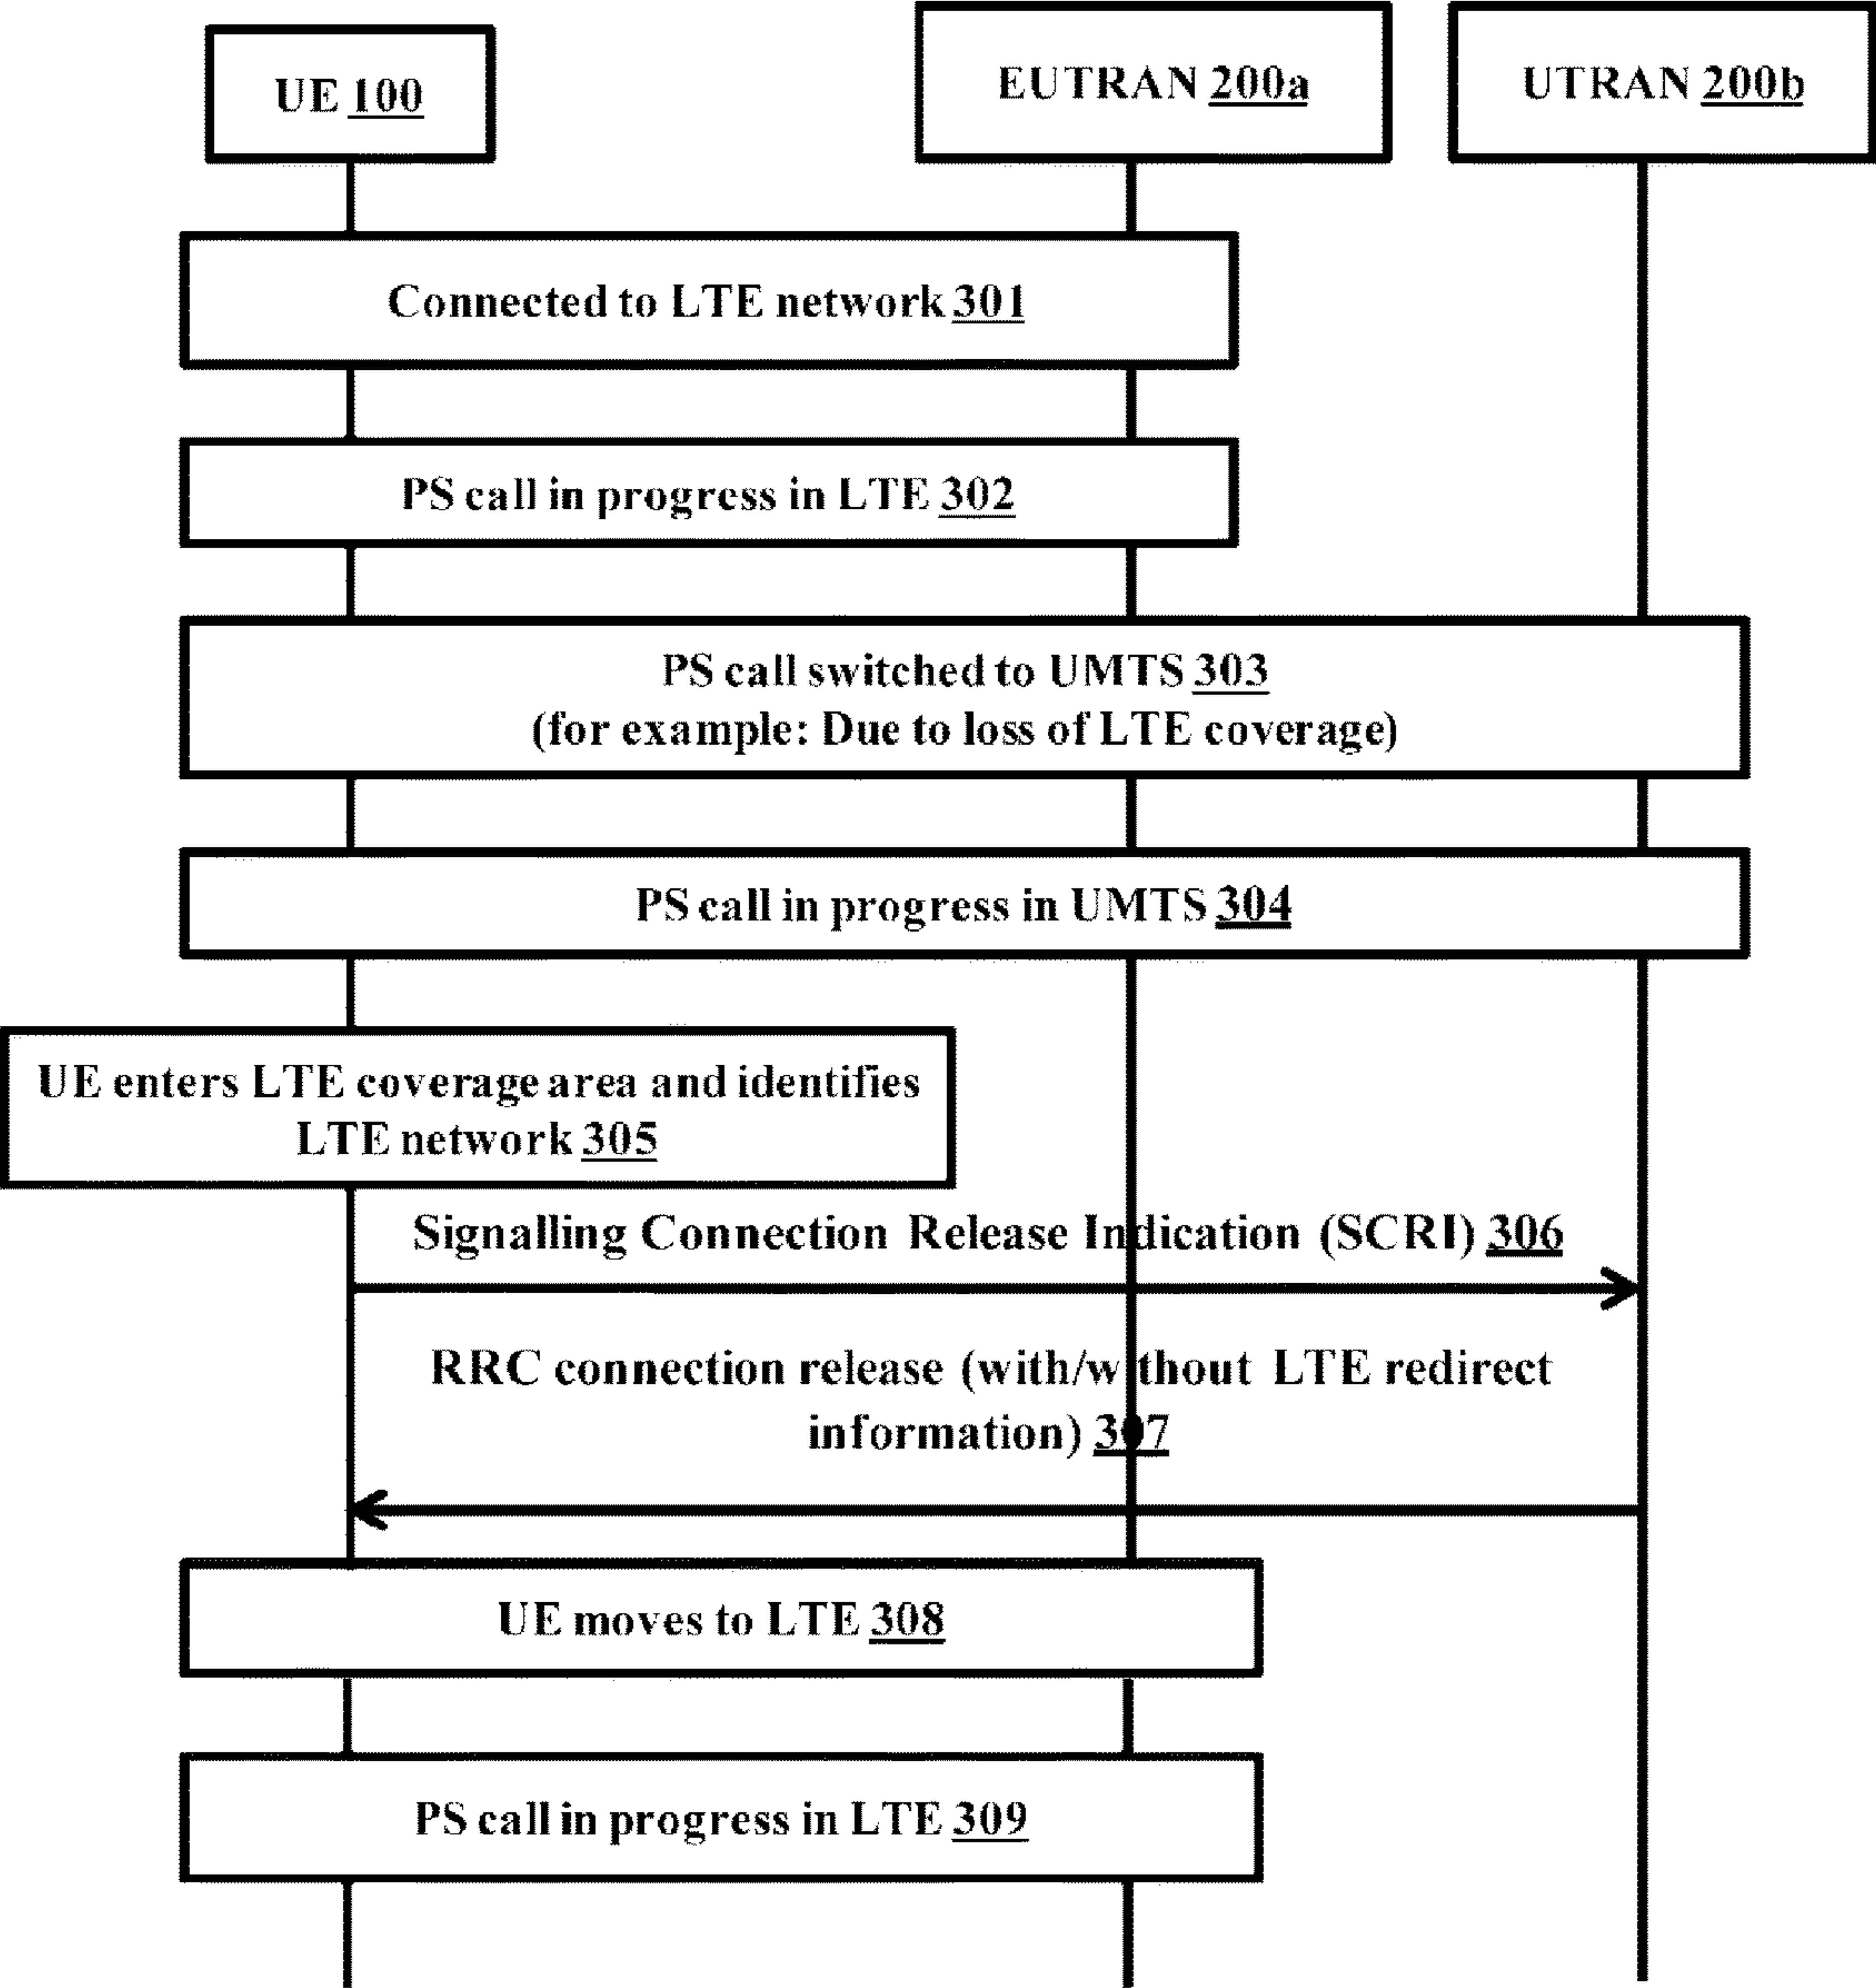 UE 100
EUTRAN 200a
UTRAN 200b
Connected to LTE network 301
PS call in progress in LTE 302
PS call switched to UMTS 303
(for example: Due to loss of LTE coverage)
PS call in progress in UMTS 304
UE enters LTE coverage area and identifies
LTE network 305
Signalling Connection Release Indication (SCRI) 306
RRC connection release (with/without LTE redirect
information) 307
UE moves to LTE 308
PS call in progress in LTE 309